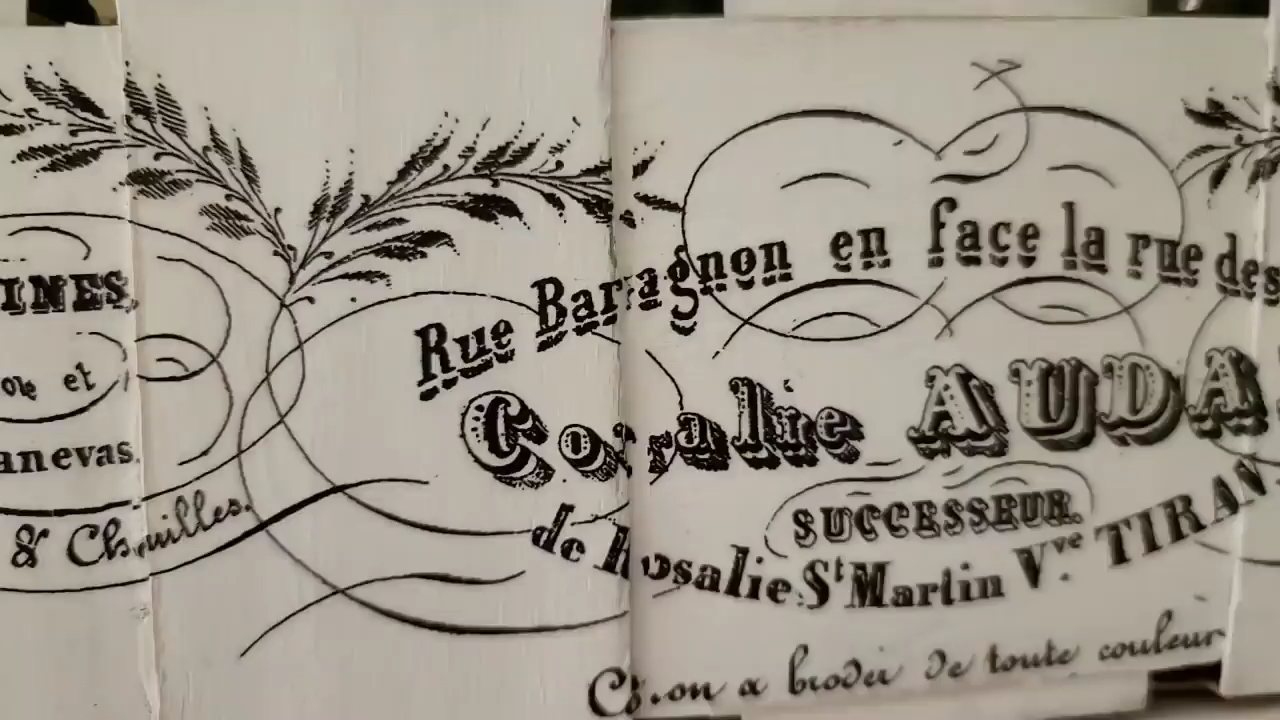 INES,
et
anevas.
& Chenilles.
Rue Barragnon en face la rue des
Coralie AUDA
SUCCESSEUR
de Rosalie St Martin Vve TIRAN
Coton a broder de toute couleur